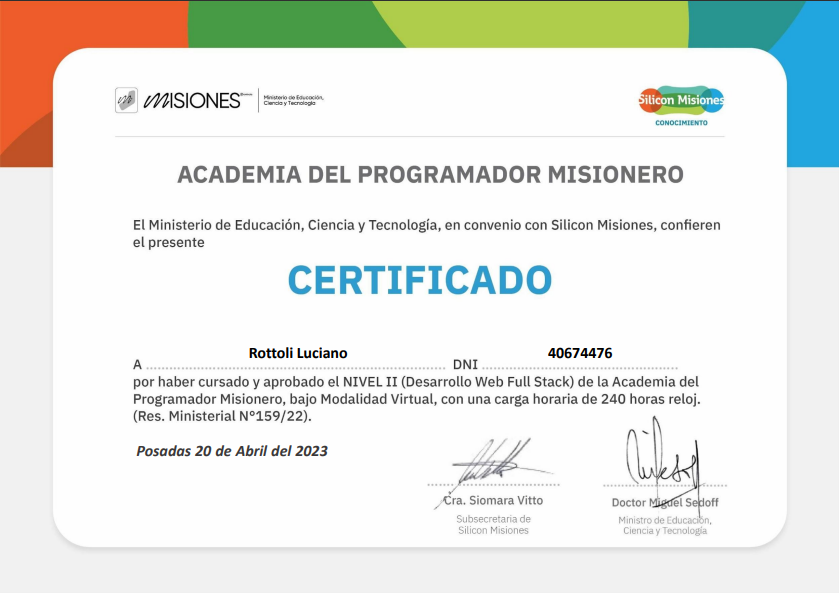 MISIONES
Ministerio de Educación,
Ciencia y Tecnología
Silicon Misiones
CONOCIMIENTO
ACADEMIA DEL PROGRAMADOR MISIONERO
El Ministerio de Educación, Ciencia y Tecnología, en convenio con Silicon Misiones, confieren
el presente
CERTIFICADO
A Rottoli Luciano DNI 40674476
por haber cursado y aprobado el NIVEL II (Desarrollo Web Full Stack) de la Academia del
Programador Misionero, bajo Modalidad Virtual, con una carga horaria de 240 horas reloj.
(Res. Ministerial N°159/22).
Posadas 20 de Abril del 2023
Cra. Siomara Vitto
Subsecretaria de
Silicon Misiones
Doctor Miguel Sedoff
Ministro de Educación,
Ciencia y Tecnología